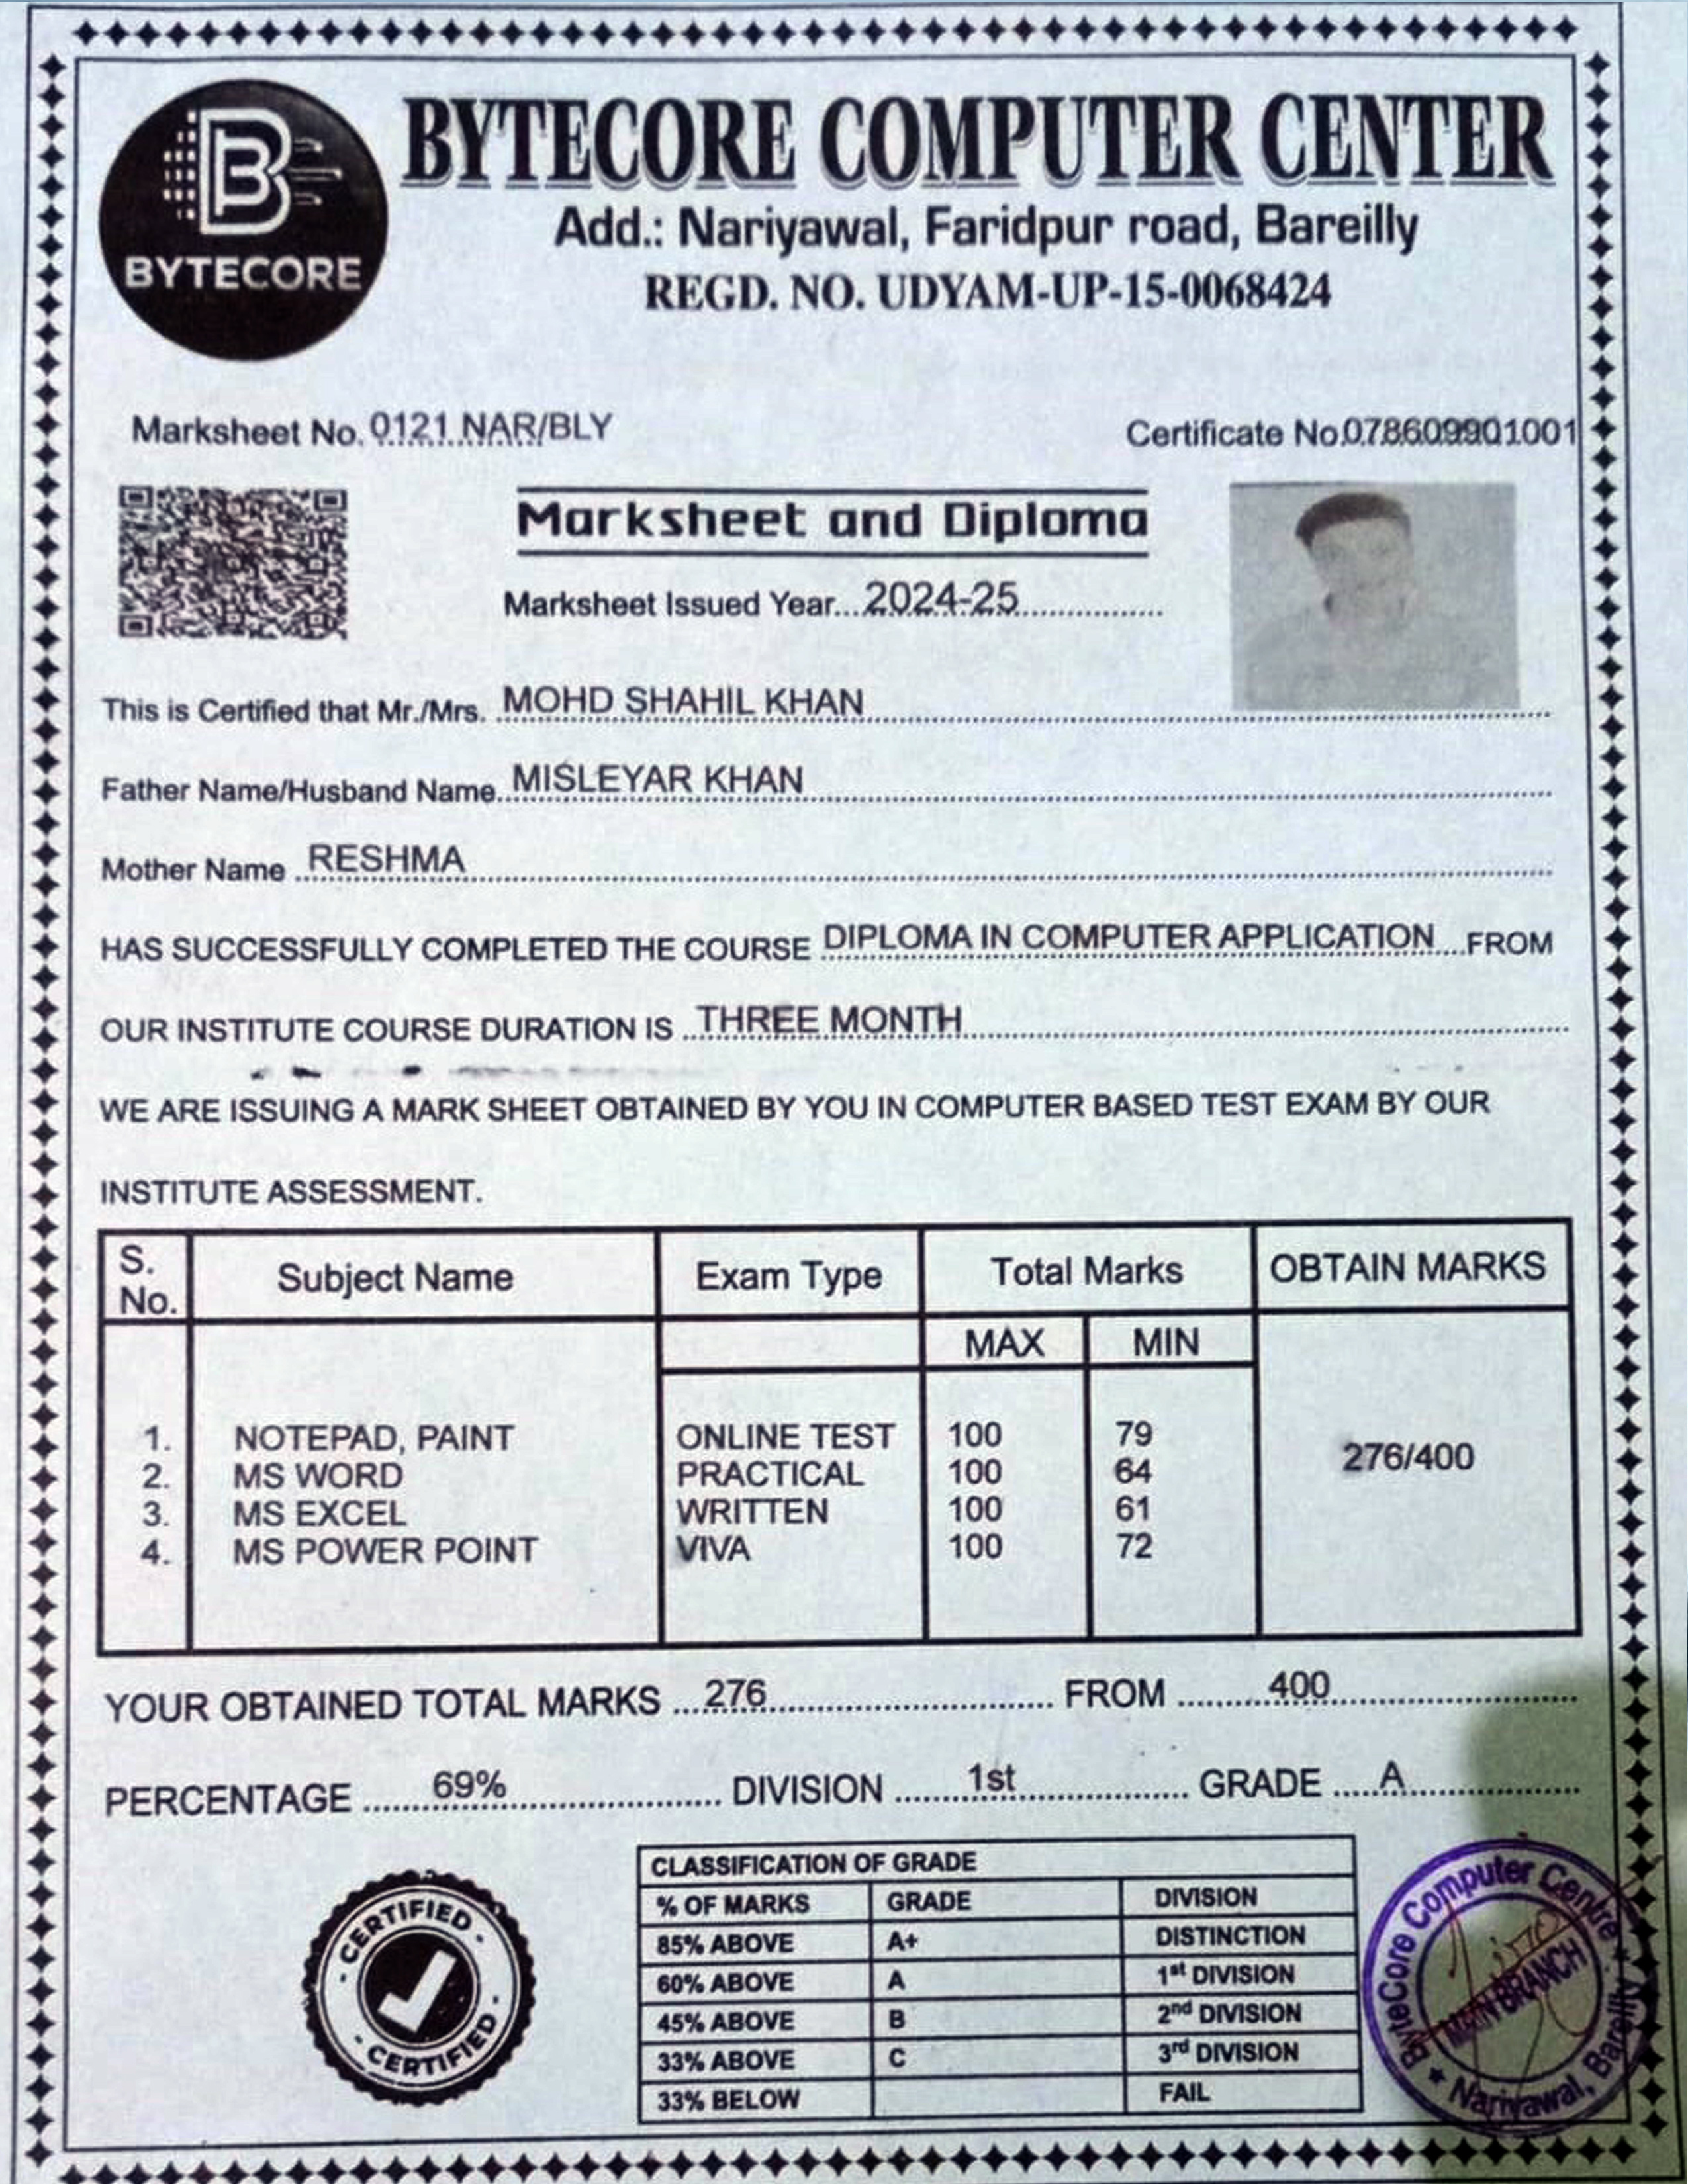 BYTECORE
BYTECORE COMPUTER CENTER
Add.: Nariyawal, Faridpur road, Bareilly
REGD. NO. UDYAM-UP-15-0068424
Marksheet No. 0121 NAR/BLY
Certificate No.078609901001
Marksheet and Diploma
Marksheet Issued Year...2024-25
This is Certified that Mr./Mrs. MOHD SHAHIL KHAN
Father Name/Husband Name MISLEYAR KHAN
Mother Name RESHMA
HAS SUCCESSFULLY COMPLETED THE COURSE DIPLOMA IN COMPUTER APPLICATION FROM
OUR INSTITUTE COURSE DURATION IS THREE MONTH
WE ARE ISSUING A MARK SHEET OBTAINED BY YOU IN COMPUTER BASED TEST EXAM BY OUR
INSTITUTE ASSESSMENT.
S. No. Subject Name Exam Type Total Marks OBTAIN MARKS
MAX MIN
1. NOTEPAD, PAINT ONLINE TEST 100 79
2. MS WORD PRACTICAL 100 64
3. MS EXCEL WRITTEN 100 61
4. MS POWER POINT VIVA 100 72
276/400
YOUR OBTAINED TOTAL MARKS 276 FROM 400
PERCENTAGE 69% DIVISION 1st GRADE A
CERTIFIED
CERTIFIED
CLASSIFICATION OF GRADE
% OF MARKS GRADE DIVISION
85% ABOVE A+ DISTINCTION
60% ABOVE A 1st DIVISION
45% ABOVE B 2nd DIVISION
33% ABOVE C 3rd DIVISION
33% BELOW FAIL
ByteCore Computer Centre
MAIN BRANCH
Nariyawal, Bareilly